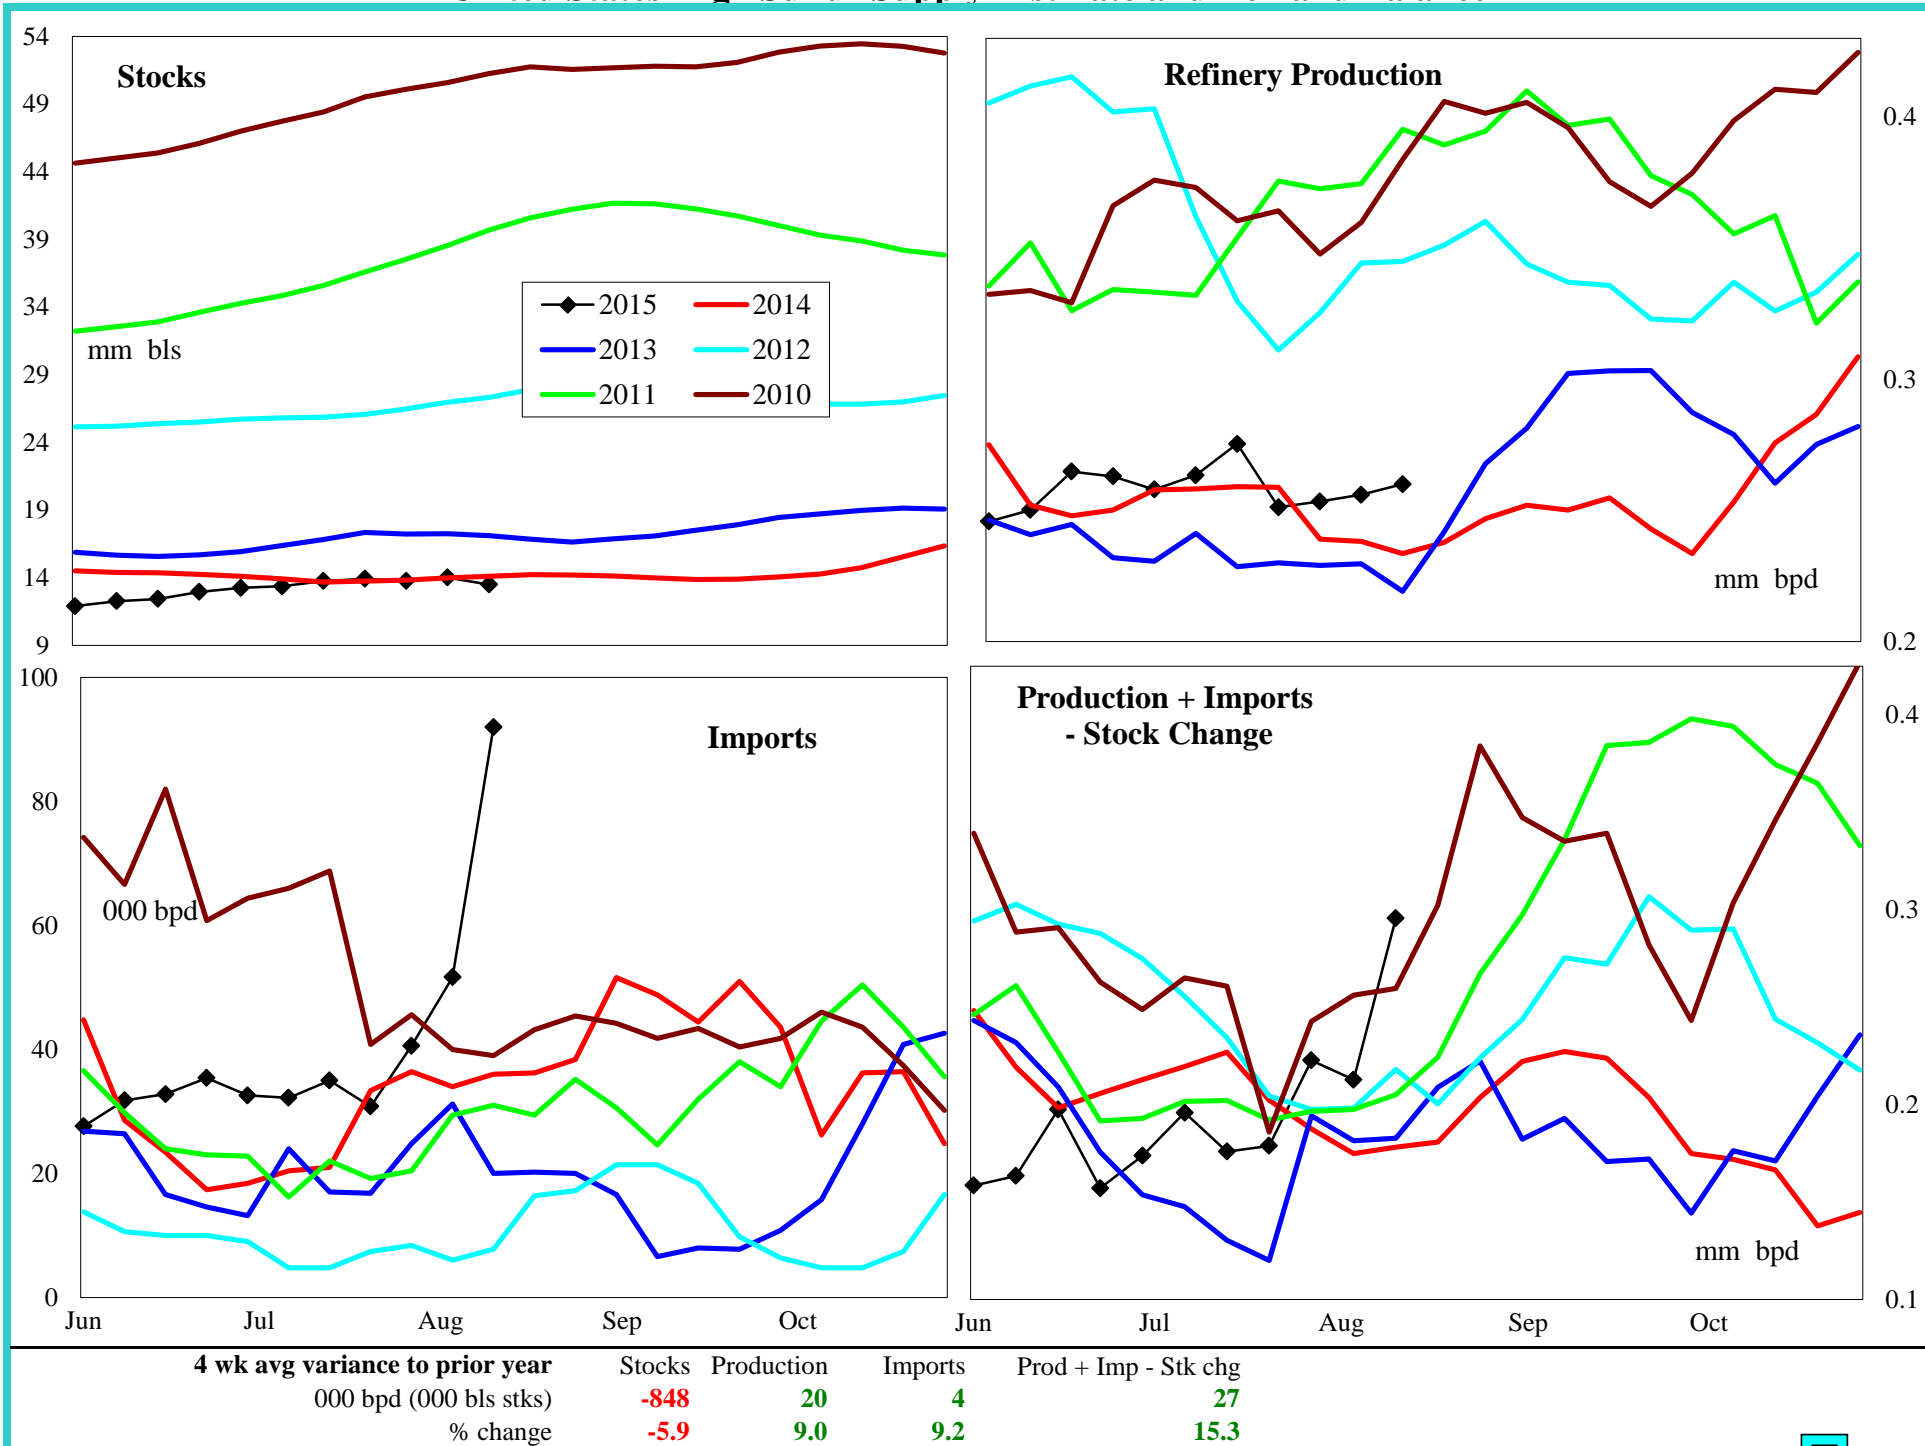 54
49
44
39
34
29
24
19
14
9
Stocks
mm bls
2015
2014
2013
2012
2011
2010
Refinery Production
0.4
0.3
0.2
mm bpd
100
80
60
40
20
0
Imports
000 bpd
Jun Jul Aug Sep Oct
Production + Imports
- Stock Change
0.4
0.3
0.2
0.1
mm bpd
Jun Jul Aug Sep Oct
4 wk avg variance to prior year Stocks Production Imports Prod + Imp - Stk chg
000 bpd (000 bls stks) -848 20 4 27
% change -5.9 9.0 9.2 15.3